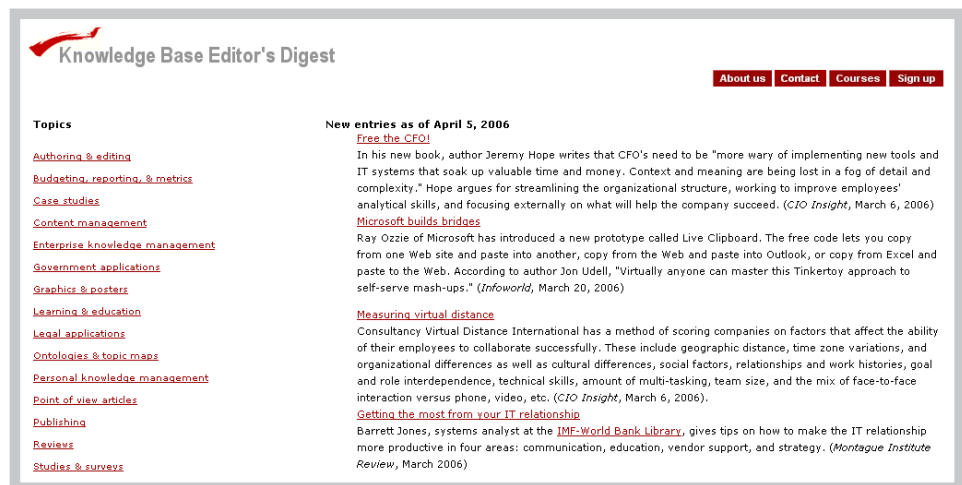 Knowledge Base Editor's Digest
About us
Contact
Courses
Sign up
Topics
Authoring & editing
Budgeting, reporting, & metrics
Case studies
Content management
Enterprise knowledge management
Government applications
Graphics & posters
Learning & education
Legal applications
Ontologies & topic maps
Personal knowledge management
Point of view articles
Publishing
Reviews
Studies & surveys
New entries as of April 5, 2006
Free the CFO!
In his new book, author Jeremy Hope writes that CFO's need to be "more wary of implementing new tools and
IT systems that soak up valuable time and money. Context and meaning are being lost in a fog of detail and
complexity." Hope argues for streamlining the organizational structure, working to improve employees'
analytical skills, and focusing externally on what will help the company succeed. (CIO Insight, March 6, 2006)
Microsoft builds bridges
Ray Ozzie of Microsoft has introduced a new prototype called Live Clipboard. The free code lets you copy
from one Web site and paste into another, copy from the Web and paste into Outlook, or copy from Excel and
paste to the Web. According to author Jon Udell, "Virtually anyone can master this Tinkertoy approach to
self-serve mash-ups." (Infoworld, March 20, 2006)
Measuring virtual distance
Consultancy Virtual Distance International has a method of scoring companies on factors that affect the ability
of their employees to collaborate successfully. These include geographic distance, time zone variations, and
organizational differences as well as cultural differences, social factors, relationships and work histories, goal
and role interdependence, technical skills, amount of multi-tasking, team size, and the mix of face-to-face
interaction versus phone, video, etc. (CIO Insight, March 6, 2006).
Getting the most from your IT relationship
Barrett Jones, systems analyst at the IMF-World Bank Library, gives tips on how to make the IT relationship
more productive in four areas: communication, education, vendor support, and strategy. (Montague Institute
Review, March 2006)